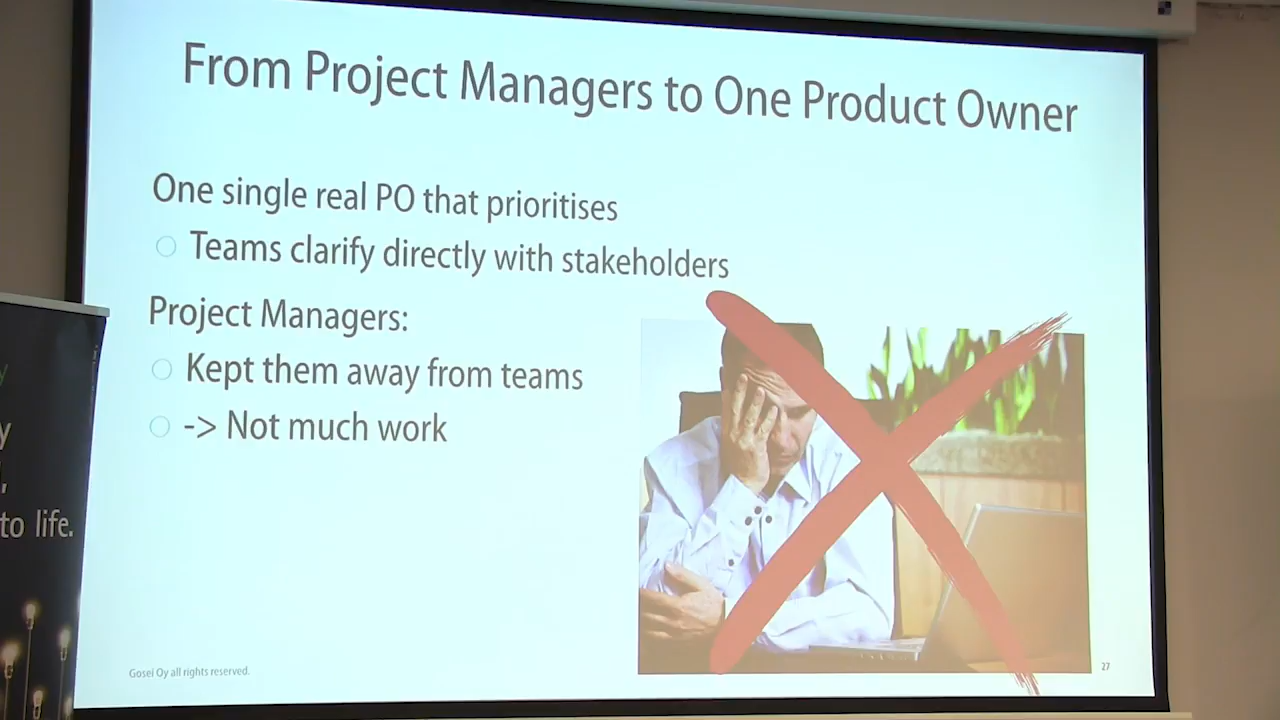 From Project Managers to One Product Owner
One single real PO that prioritises
Teams clarify directly with stakeholders
Project Managers:
Kept them away from teams
-> Not much work
y
y
,
to life.
Gosei Oy all rights reserved.
27